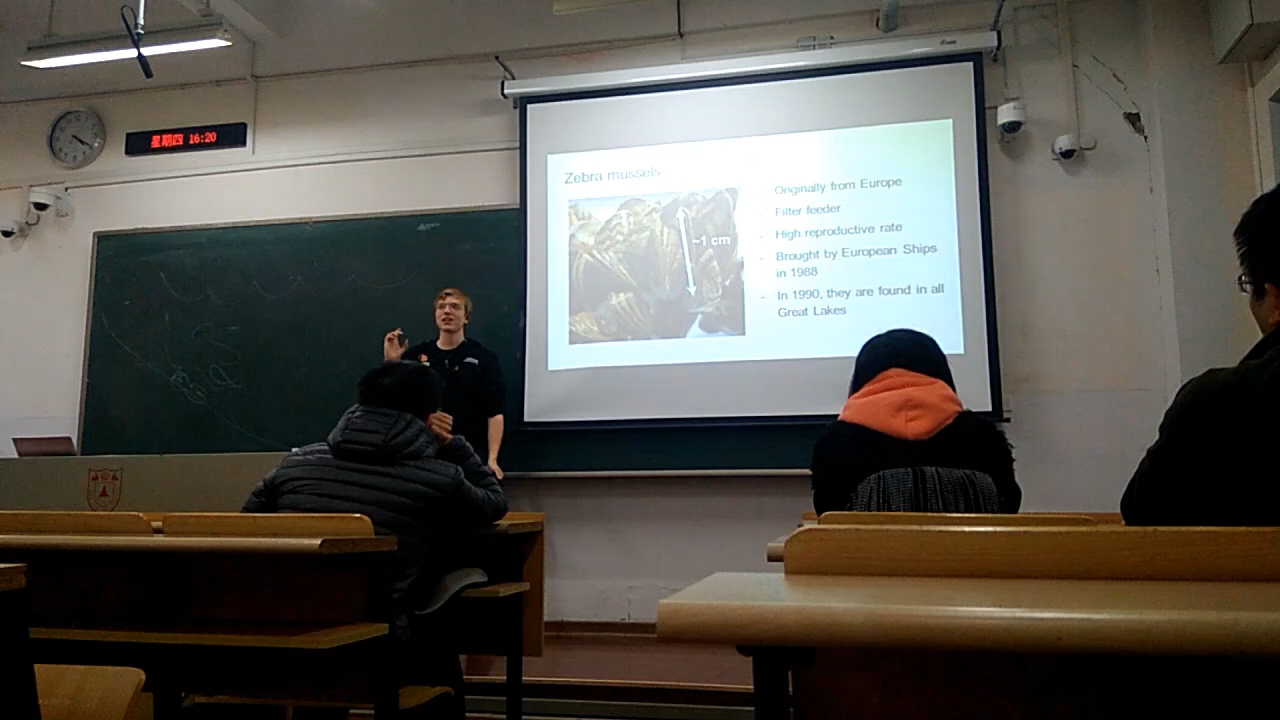 星期四 16:20
Zebra mussels
~1 cm
- Originally from Europe
- Filter feeder
- High reproductive rate
- Brought by European Ships
in 1988
- In 1990, they are found in all
Great Lakes